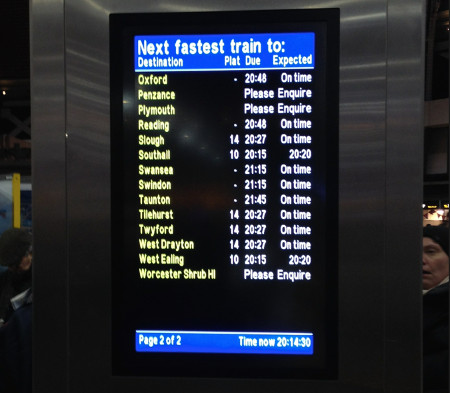 Next fastest train to:
Destination Plat Due Expected
Oxford - 20:48 On time
Penzance Please Enquire
Plymouth Please Enquire
Reading - 20:48 On time
Slough 14 20:27 On time
Southall 10 20:15 20:20
Swansea - 21:15 On time
Swindon - 21:15 On time
Taunton - 21:45 On time
Tilehurst 14 20:27 On time
Twyford 14 20:27 On time
West Drayton 14 20:27 On time
West Ealing 10 20:15 20:20
Worcester Shrub Hl Please Enquire
Page 2 of 2 Time now 20:14:30